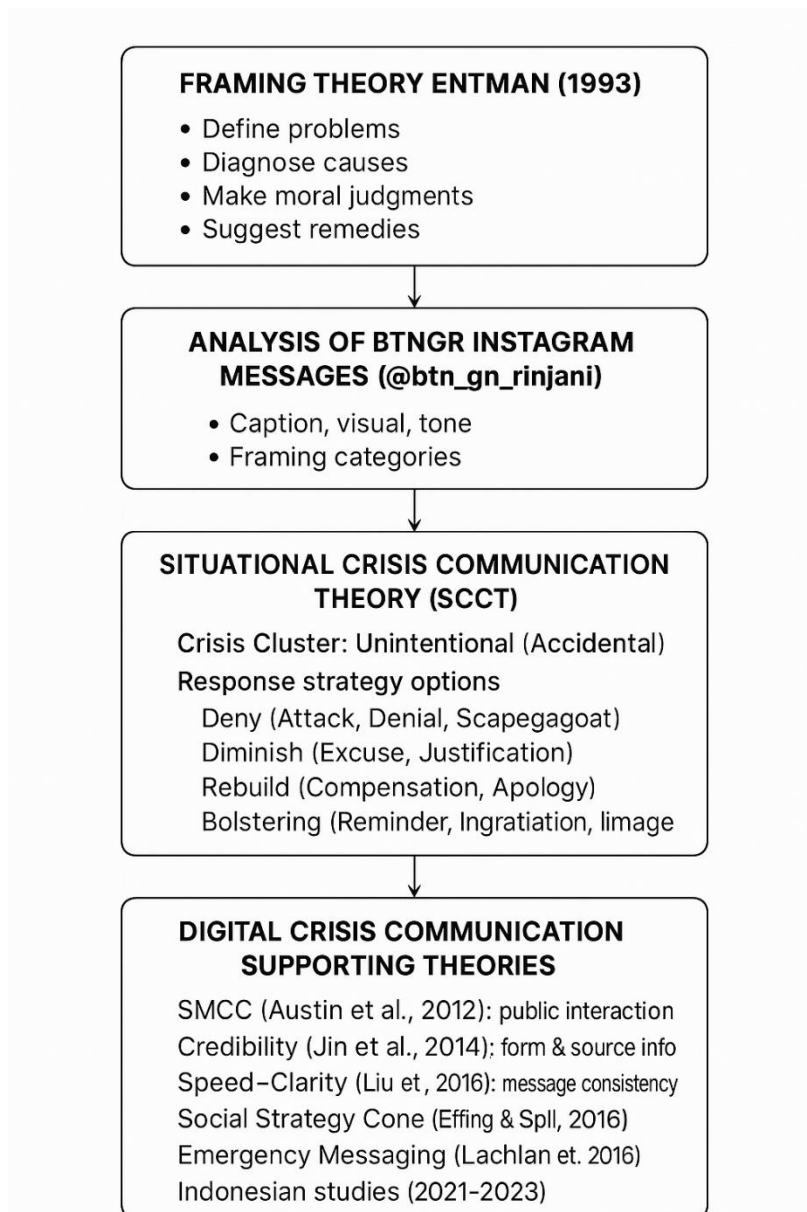 FRAMING THEORY ENTMAN (1993)
• Define problems
• Diagnose causes
• Make moral judgments
• Suggest remedies
ANALYSIS OF BTNGR INSTAGRAM
MESSAGES (@btn_gn_rinjani)
• Caption, visual, tone
• Framing categories
SITUATIONAL CRISIS COMMUNICATION
THEORY (SCCT)
Crisis Cluster: Unintentional (Accidental)
Response strategy options
Deny (Attack, Denial, Scapegagoat)
Diminish (Excuse, Justification)
Rebuild (Compensation, Apology)
Bolstering (Reminder, Ingratiation, limage
DIGITAL CRISIS COMMUNICATION
SUPPORTING THEORIES
SMCC (Austin et al., 2012): public interaction
Credibility (Jin et al., 2014): form & source info
Speed–Clarity (Liu et , 2016): message consistency
Social Strategy Cone (Effing & Spll, 2016)
Emergency Messaging (Lachlan et. 2016)
Indonesian studies (2021-2023)